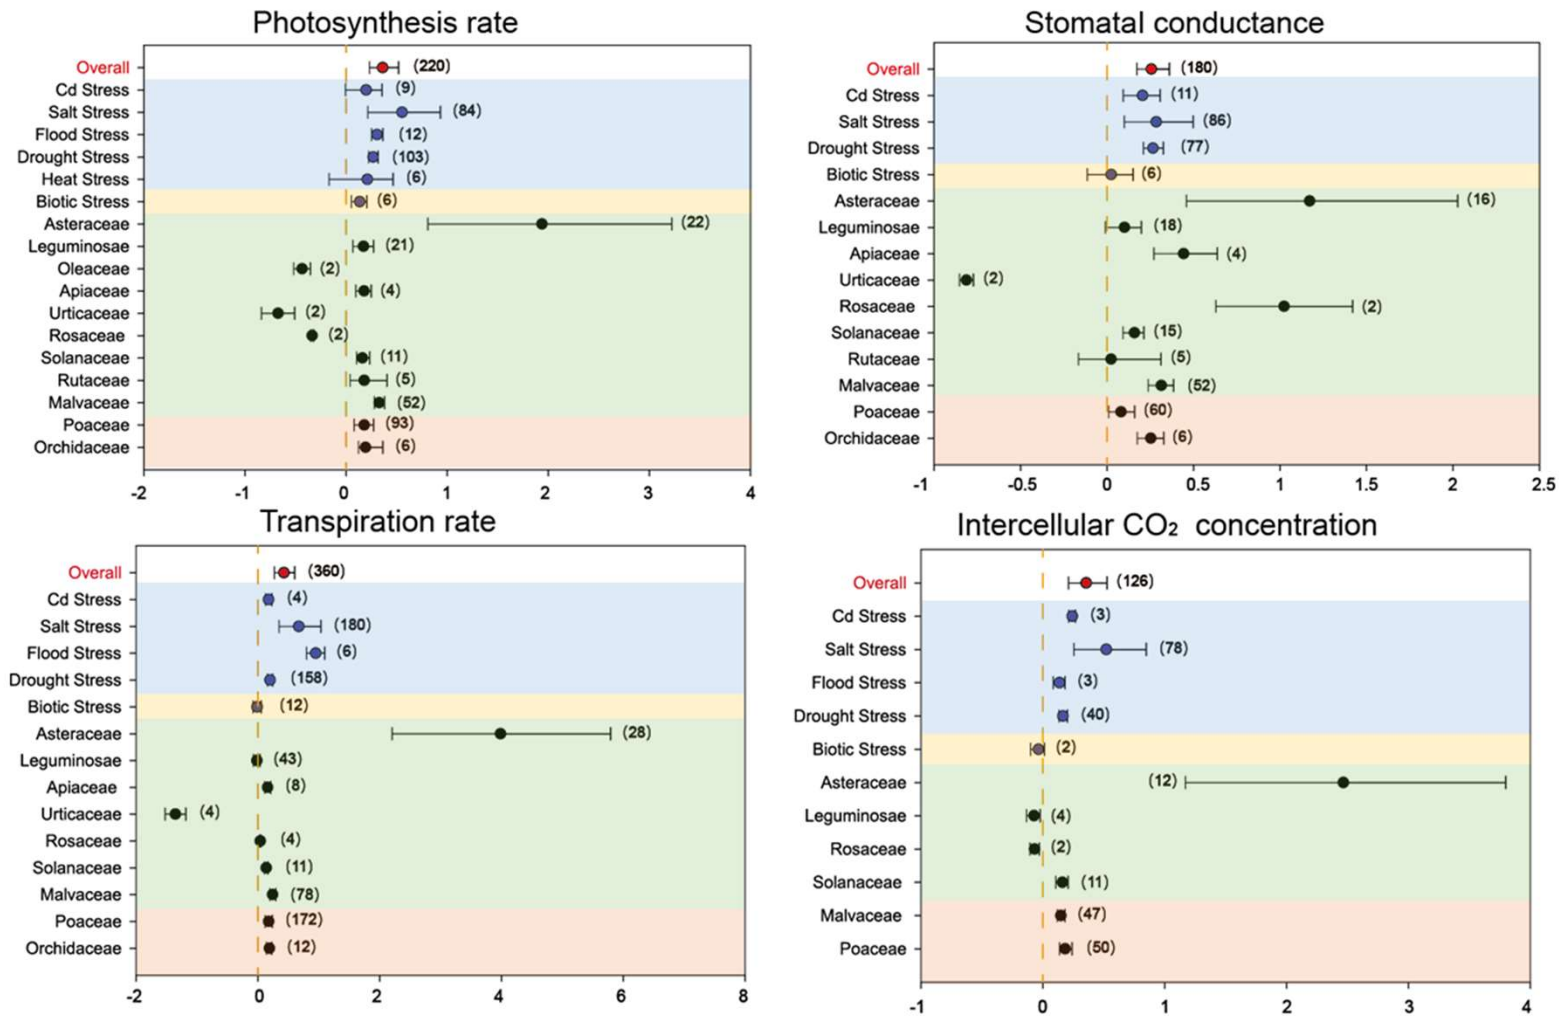 Photosynthesis rate
Overall (220)
Cd Stress (9)
Salt Stress (84)
Flood Stress (12)
Drought Stress (103)
Heat Stress (6)
Biotic Stress (6)
Asteraceae (22)
Leguminosae (21)
Oleaceae (2)
Apiaceae (4)
Urticaceae (2)
Rosaceae (2)
Solanaceae (11)
Rutaceae (5)
Malvaceae (52)
Poaceae (93)
Orchidaceae (6)
-2 -1 0 1 2 3 4
Stomatal conductance
Overall (180)
Cd Stress (11)
Salt Stress (86)
Drought Stress (77)
Biotic Stress (6)
Asteraceae (16)
Leguminosae (18)
Apiaceae (4)
Urticaceae (2)
Rosaceae (2)
Solanaceae (15)
Rutaceae (5)
Malvaceae (52)
Poaceae (60)
Orchidaceae (6)
-1 -0.5 0 0.5 1 1.5 2 2.5
Transpiration rate
Overall (360)
Cd Stress (4)
Salt Stress (180)
Flood Stress (6)
Drought Stress (158)
Biotic Stress (12)
Asteraceae (28)
Leguminosae (43)
Apiaceae (8)
Urticaceae (4)
Rosaceae (4)
Solanaceae (11)
Malvaceae (78)
Poaceae (172)
Orchidaceae (12)
-2 0 2 4 6 8
Intercellular CO₂ concentration
Overall (126)
Cd Stress (3)
Salt Stress (78)
Flood Stress (3)
Drought Stress (40)
Biotic Stress (2)
Asteraceae (12)
Leguminosae (4)
Rosaceae (2)
Solanaceae (11)
Malvaceae (47)
Poaceae (50)
-1 0 1 2 3 4